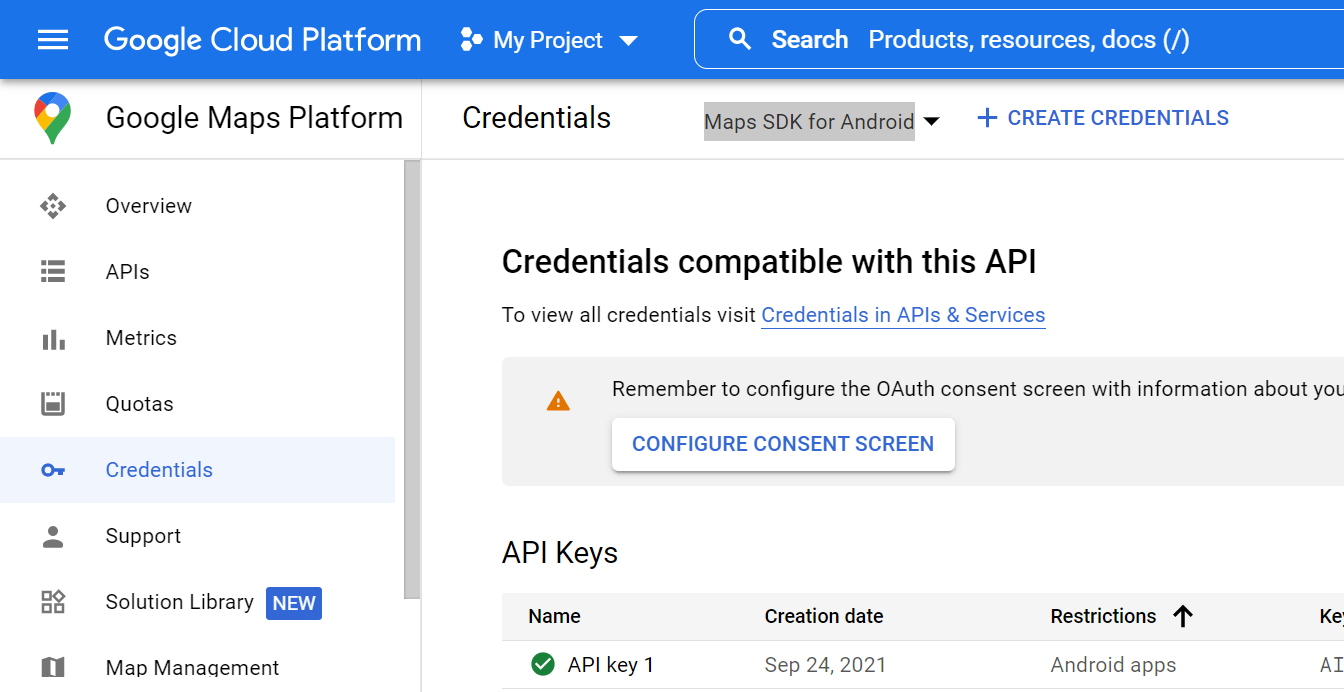 Google Cloud Platform
My Project
Search Products, resources, docs (/)
Google Maps Platform
Credentials
Maps SDK for Android
+ CREATE CREDENTIALS
Overview
APIs
Metrics
Quotas
Credentials
Support
Solution Library NEW
Map Management
Credentials compatible with this API
To view all credentials visit Credentials in APIs & Services
Remember to configure the OAuth consent screen with information about
CONFIGURE CONSENT SCREEN
API Keys
Name Creation date Restrictions
API key 1 Sep 24, 2021 Android apps